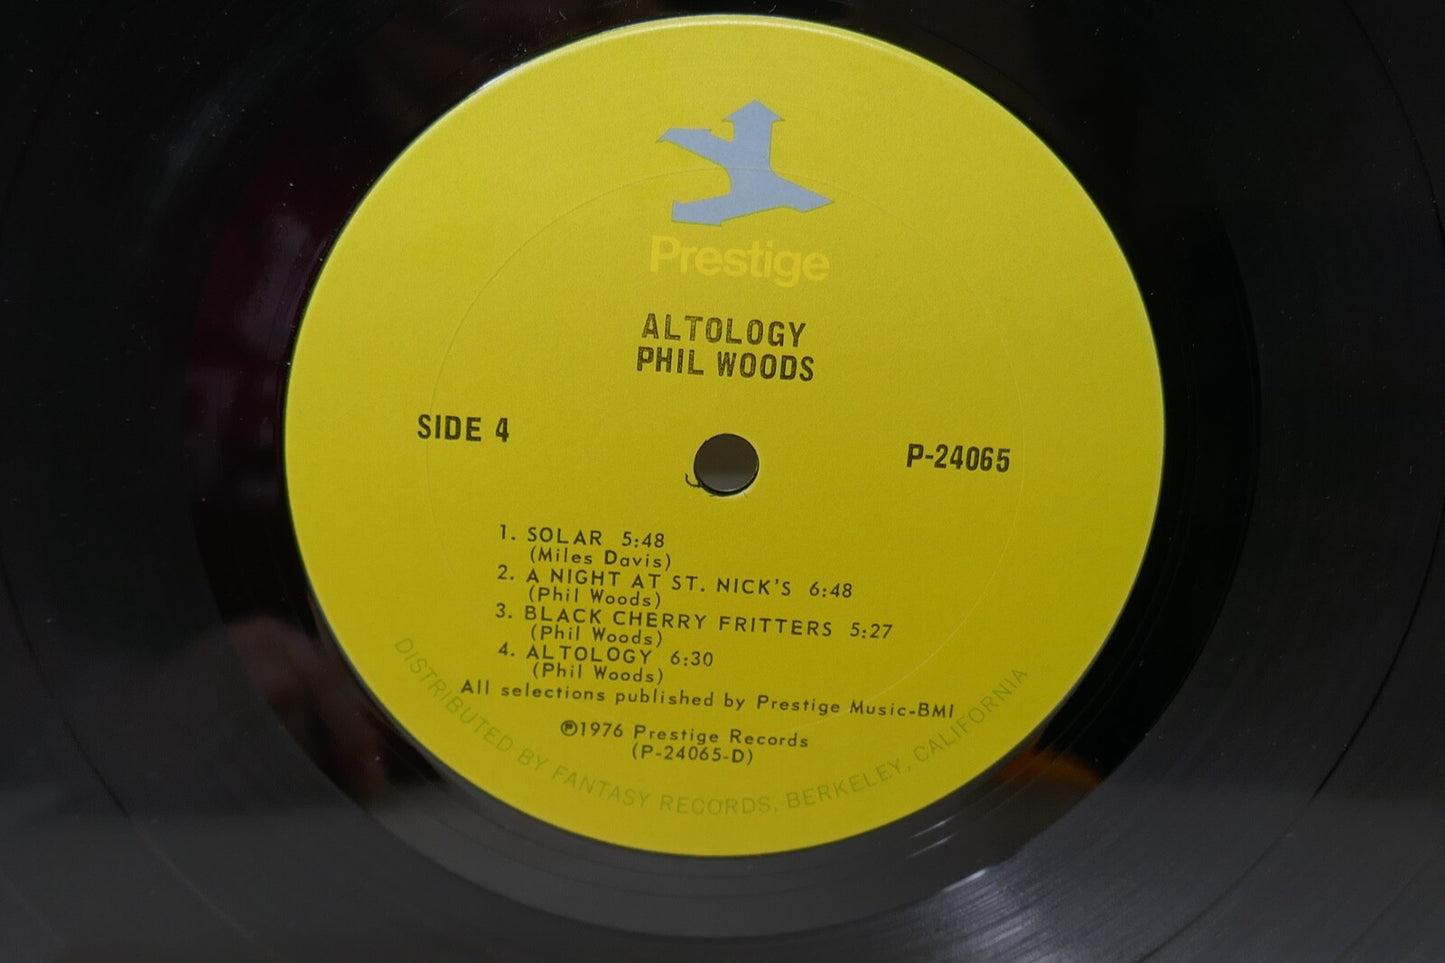 Prestige
ALTOLOGY
PHIL WOODS
SIDE 4
P-24065
1. SOLAR 5:48
(Miles Davis)
2. A NIGHT AT ST. NICK'S 6:48
(Phil Woods)
3. BLACK CHERRY FRITTERS 5:27
(Phil Woods)
4. ALTOLOGY 6:30
(Phil Woods)
All selections published by Prestige Music-BMI
℗1976 Prestige Records
(P-24065-D)
DISTRIBUTED BY FANTASY RECORDS, BERKELEY, CALIFORNIA